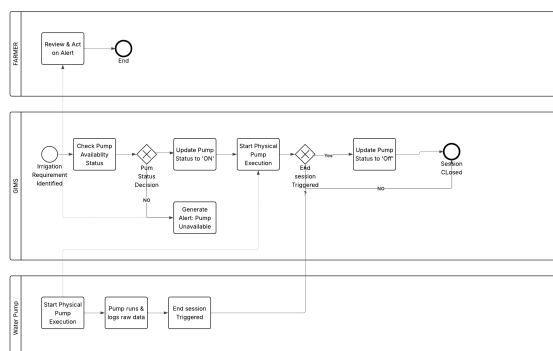 FARMER
Review & Act
on Alert
End
GIMS
Irrigation
Requirement
Identified
Check Pump
Availablity
Status
Pum
Status
Decision
NO
Update Pump
Status to 'ON'
Generate
Alert: Pump
Unavailable
Start Physical
Pump
Execution
End
session
Triggered
?
Yes
Update Pump
Status to 'Off'
NO
Session
CLosed
Water Pump
Start Physical
Pump
Execution
Pump runs &
logs raw data
End session
Triggered